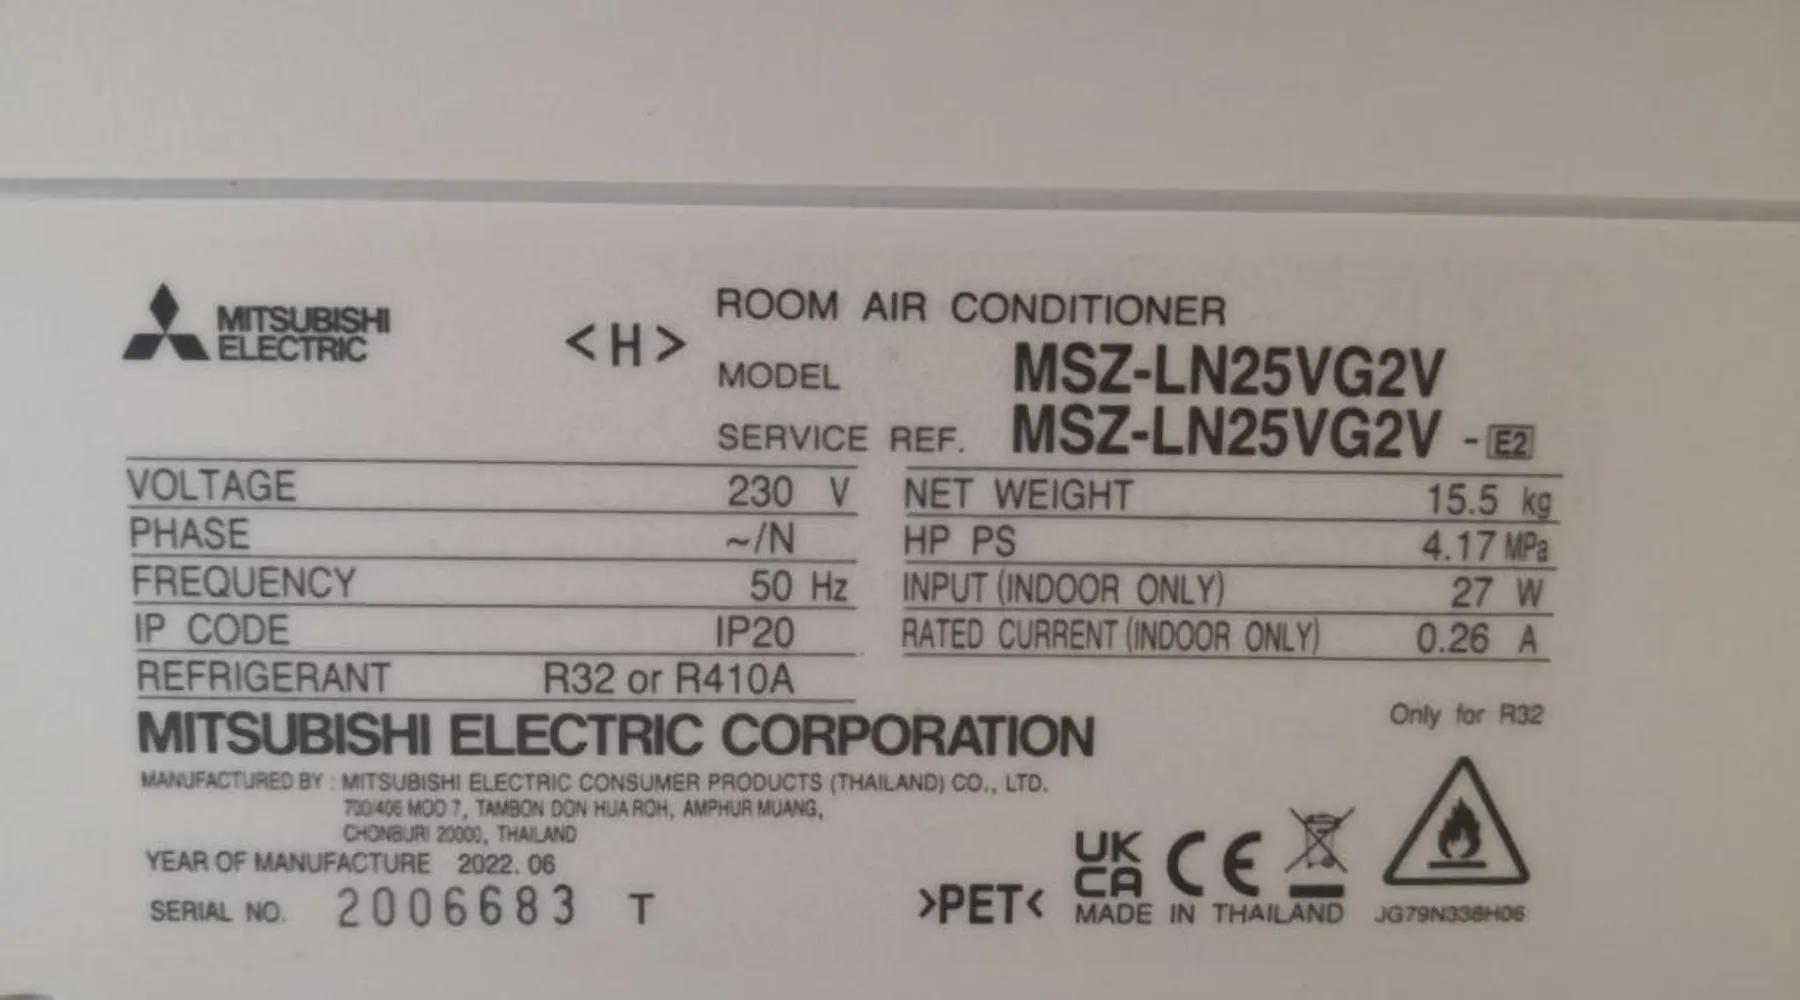 MITSUBISHI
ELECTRIC
<H>
ROOM AIR CONDITIONER
MODEL MSZ-LN25VG2V
SERVICE REF. MSZ-LN25VG2V -E2
VOLTAGE 230 V
PHASE ~/N
FREQUENCY 50 Hz
IP CODE IP20
REFRIGERANT R32 or R410A
NET WEIGHT 15.5 kg
HP PS 4.17 MPa
INPUT (INDOOR ONLY) 27 W
RATED CURRENT (INDOOR ONLY) 0.26 A
MITSUBISHI ELECTRIC CORPORATION
Only for R32
MANUFACTURED BY : MITSUBISHI ELECTRIC CONSUMER PRODUCTS (THAILAND) CO., LTD.
700/406 MOO 7, TAMBON DON HUA ROH, AMPHUR MUANG,
CHONBURI 20000, THAILAND
YEAR OF MANUFACTURE 2022. 06
SERIAL NO. 2006683 T
>PET<
UK
CA
CE
MADE IN THAILAND
JG79N338H06